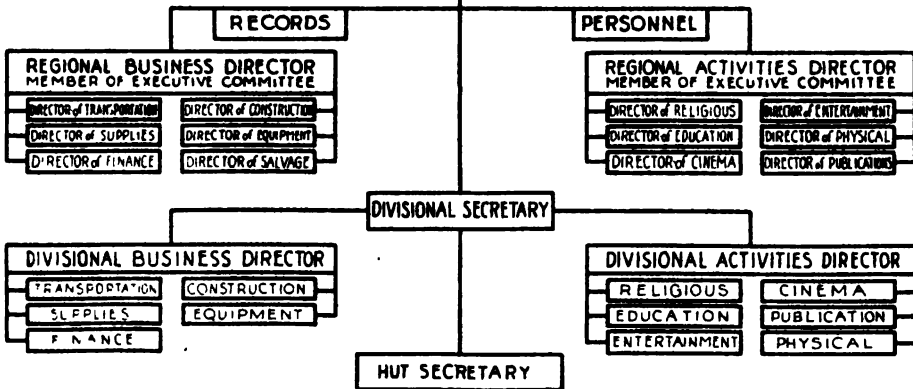 RECORDS
PERSONNEL
REGIONAL BUSINESS DIRECTOR
MEMBER OF EXECUTIVE COMMITTEE
DIRECTOR of TRANSPORTATION
DIRECTOR of CONSTRUCTION
DIRECTOR of SUPPLIES
DIRECTOR of EQUIPMENT
DIRECTOR of FINANCE
DIRECTOR of SALVAGE
REGIONAL ACTIVITIES DIRECTOR
MEMBER OF EXECUTIVE COMMITTEE
DIRECTOR of RELIGIOUS
DIRECTOR of ENTERTAINMENT
DIRECTOR of EDUCATION
DIRECTOR of PHYSICAL
DIRECTOR of CINEMA
DIRECTOR of PUBLICATIONS
DIVISIONAL SECRETARY
DIVISIONAL BUSINESS DIRECTOR
TRANSPORTATION
CONSTRUCTION
SUPPLIES
EQUIPMENT
FINANCE
DIVISIONAL ACTIVITIES DIRECTOR
RELIGIOUS
CINEMA
EDUCATION
PUBLICATION
ENTERTAINMENT
PHYSICAL
HUT SECRETARY